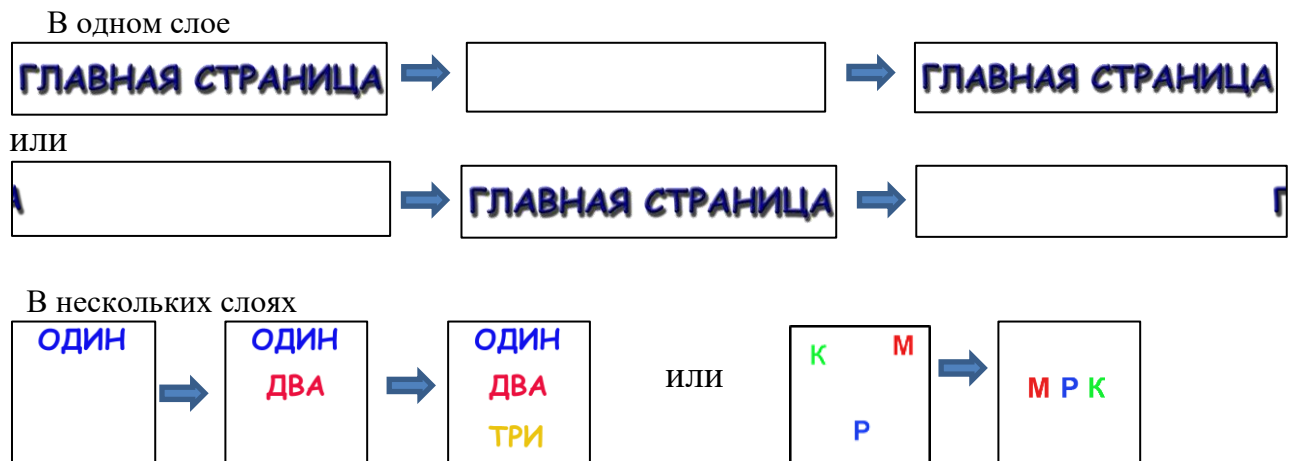 В одном слое
ГЛАВНАЯ СТРАНИЦА ГЛАВНАЯ СТРАНИЦА
или
А ГЛАВНАЯ СТРАНИЦА Г
В нескольких слоях
ОДИН ОДИН ОДИН К М
ДВА ДВА или М Р К
ТРИ Р